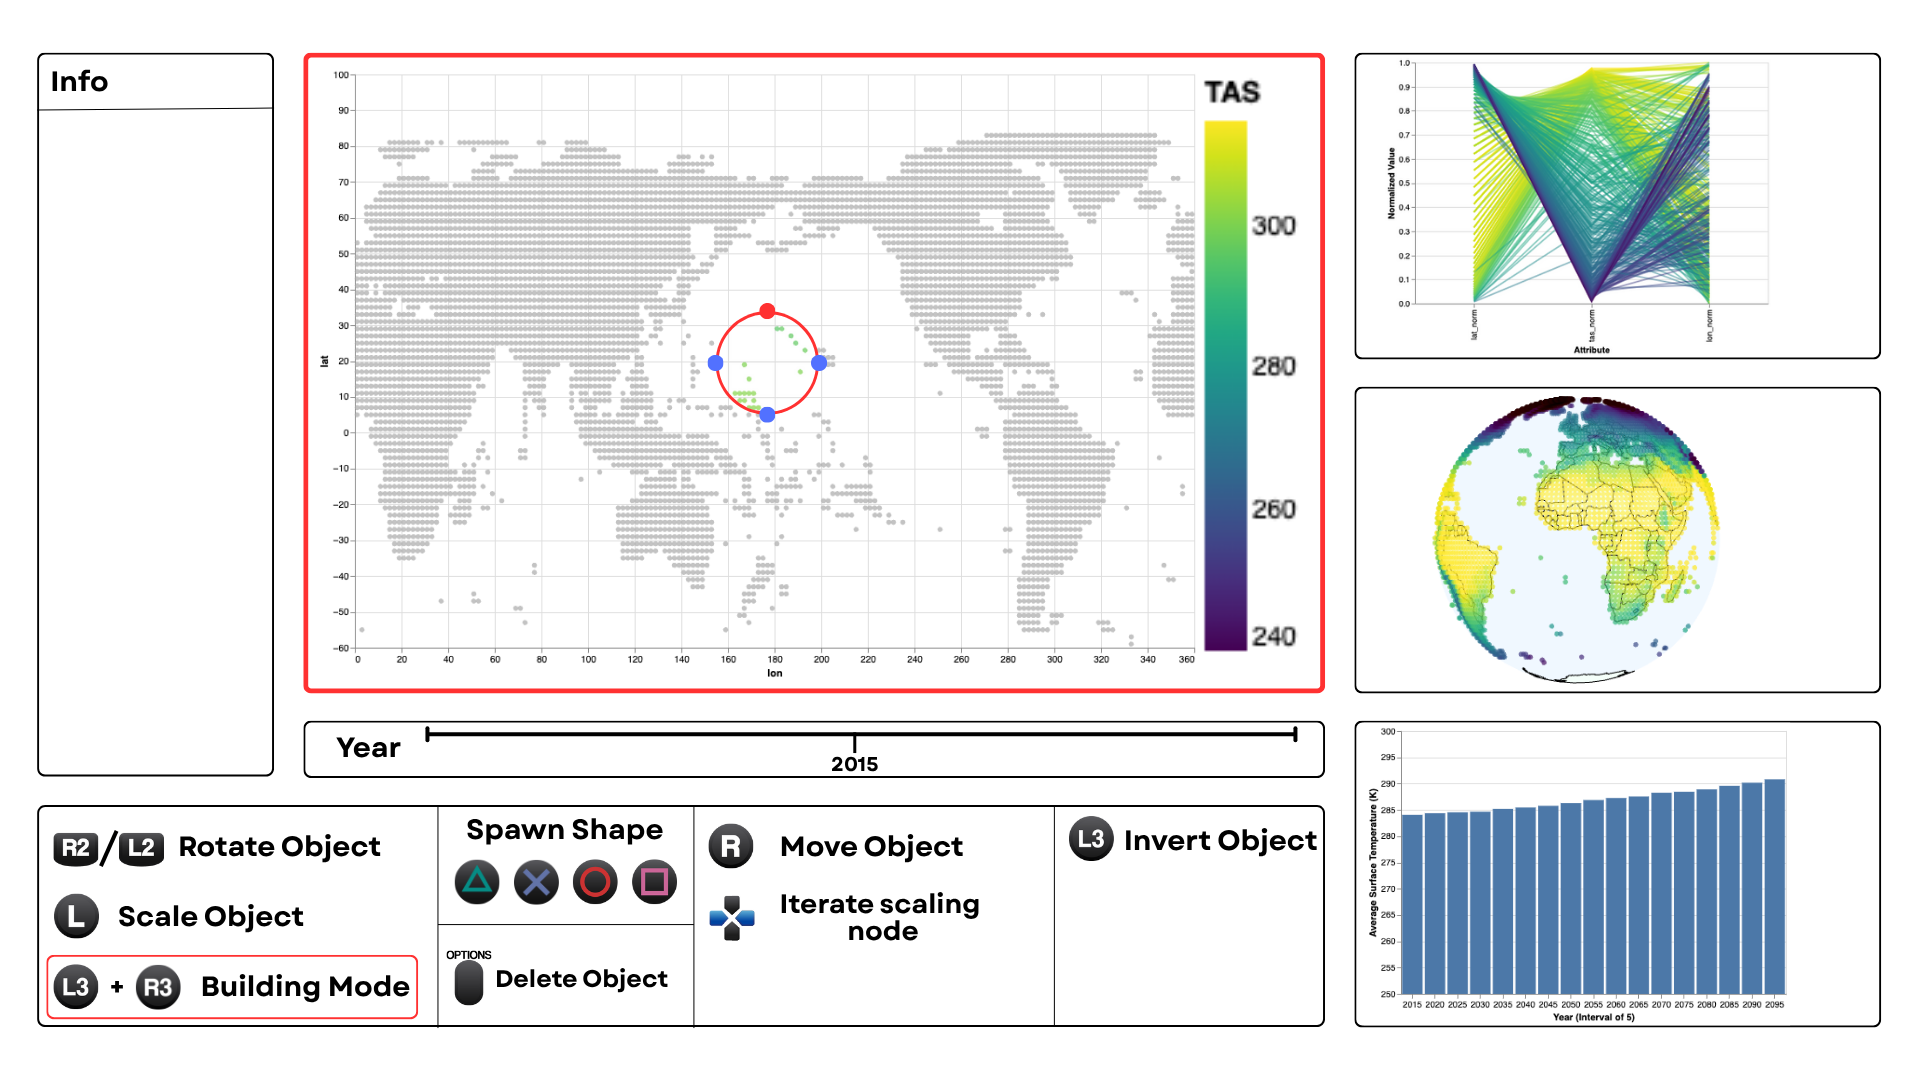 Info
100
90
80
70
60
50
40
30
20
10
0
−10
−20
−30
−40
−50
−60
lat
0 20 40 60 80 100 120 140 160 180 200 220 240 260 280 300 320 340 360
lon
TAS
300
280
260
240
1.0
0.9
0.8
0.7
0.6
0.5
0.4
0.3
0.2
0.1
0.0
Normalized Value
lat_norm
tas_norm
lon_norm
Attribute
Year
2015
300
295
290
285
280
275
270
265
260
255
250
Average Surface Temperature (K)
2015 2020 2025 2030 2035 2040 2045 2050 2055 2060 2065 2070 2075 2080 2085 2090 2095
Year (Interval of 5)
R2 / L2 Rotate Object
L Scale Object
L3 + R3 Building Mode
Spawn Shape
OPTIONS
Delete Object
R Move Object
Iterate scaling
node
L3 Invert Object